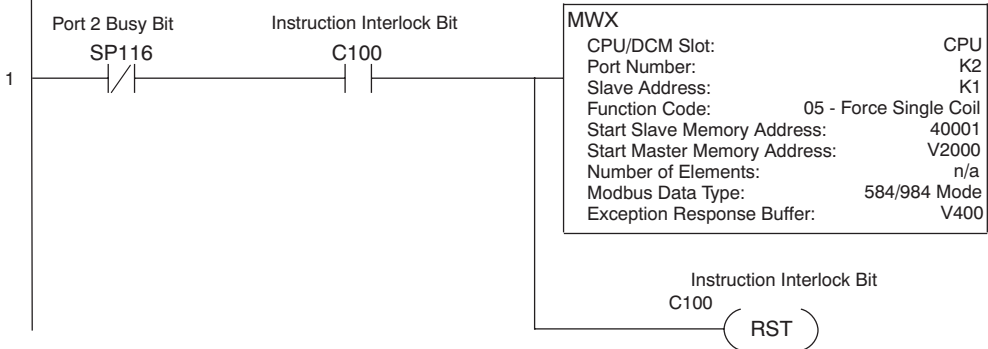 Port 2 Busy Bit
Instruction Interlock Bit
SP116
C100
1
MWX
CPU/DCM Slot: CPU
Port Number: K2
Slave Address: K1
Function Code: 05 - Force Single Coil
Start Slave Memory Address: 40001
Start Master Memory Address: V2000
Number of Elements: n/a
Modbus Data Type: 584/984 Mode
Exception Response Buffer: V400
Instruction Interlock Bit
C100
RST